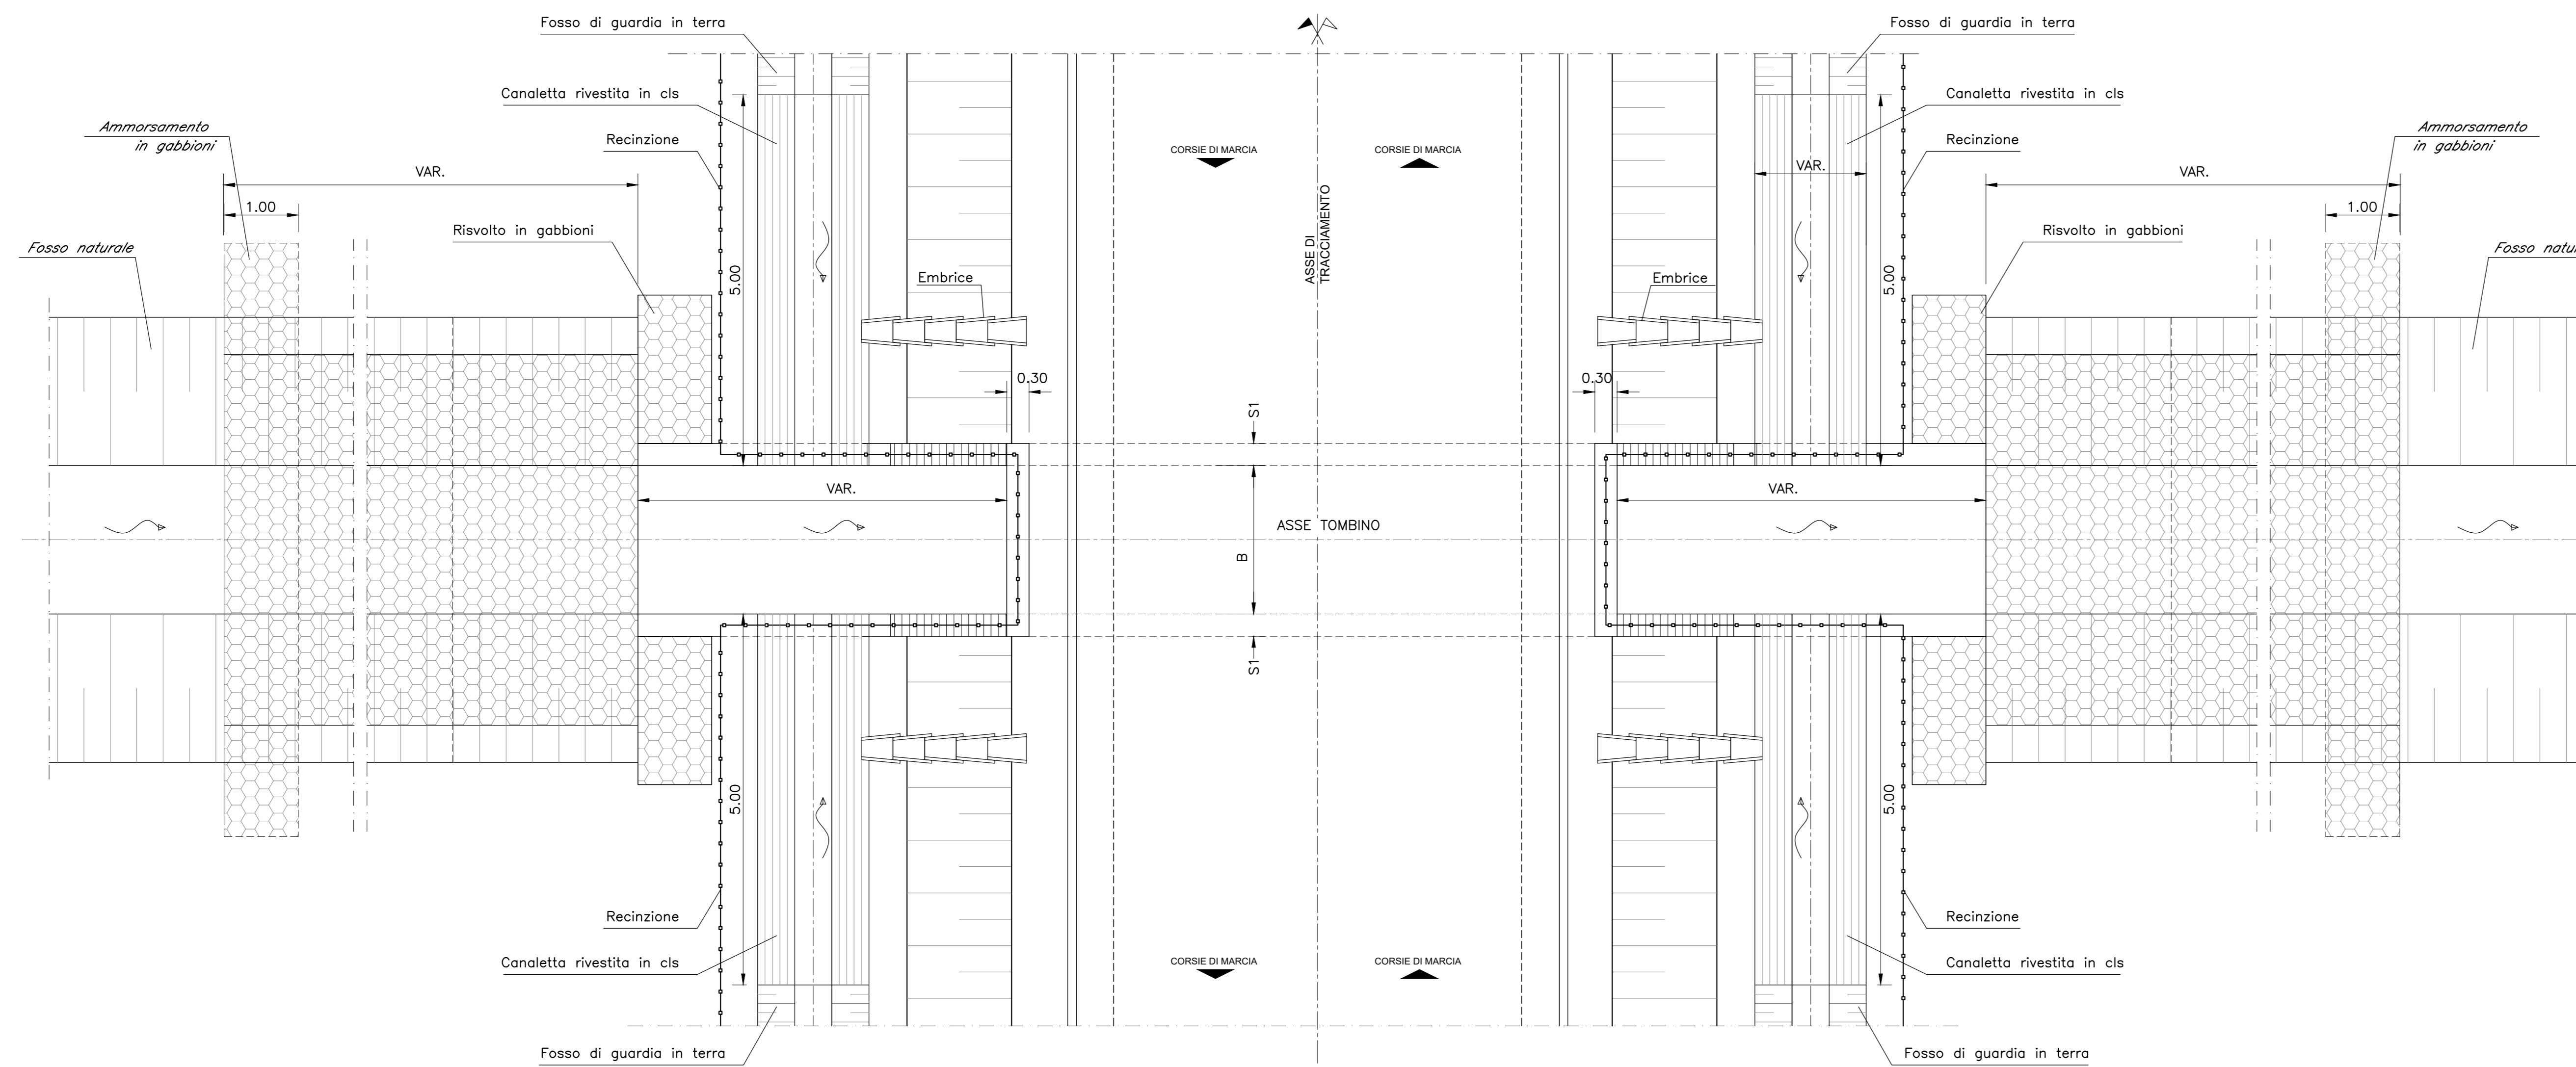 Fosso di guardia in terra
Fosso di guardia in terra
Canaletta rivestita in cls
Canaletta rivestita in cls
Ammorsamento
in gabbioni
Recinzione
CORSIE DI MARCIA
CORSIE DI MARCIA
Recinzione
Ammorsamento
in gabbioni
VAR.
VAR.
VAR.
1.00
1.00
Risvolto in gabbioni
ASSE DI
TRACCIAMENTO
Risvolto in gabbioni
Fosso naturale
Fosso natu
5.00
Embrice
Embrice
5.00
0.30
0.30
S1
VAR.
VAR.
ASSE TOMBINO
B
S1
5.00
5.00
Recinzione
Recinzione
Canaletta rivestita in cls
CORSIE DI MARCIA
CORSIE DI MARCIA
Canaletta rivestita in cls
Fosso di guardia in terra
Fosso di guardia in terra